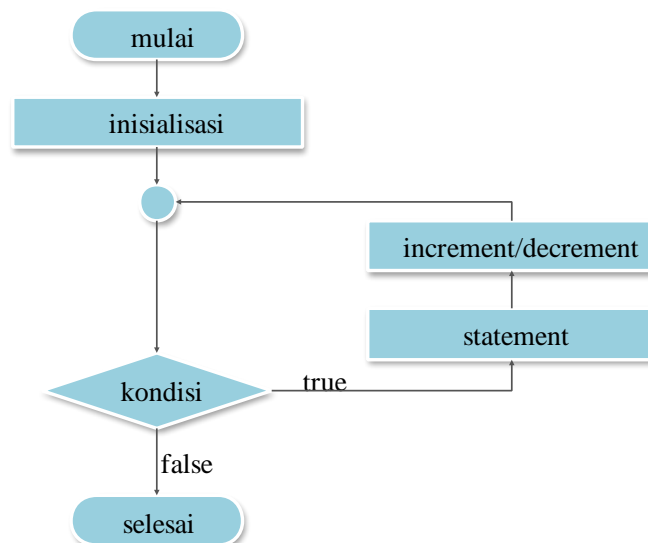 mulai
inisialisasi
increment/decrement
statement
kondisi
true
false
selesai